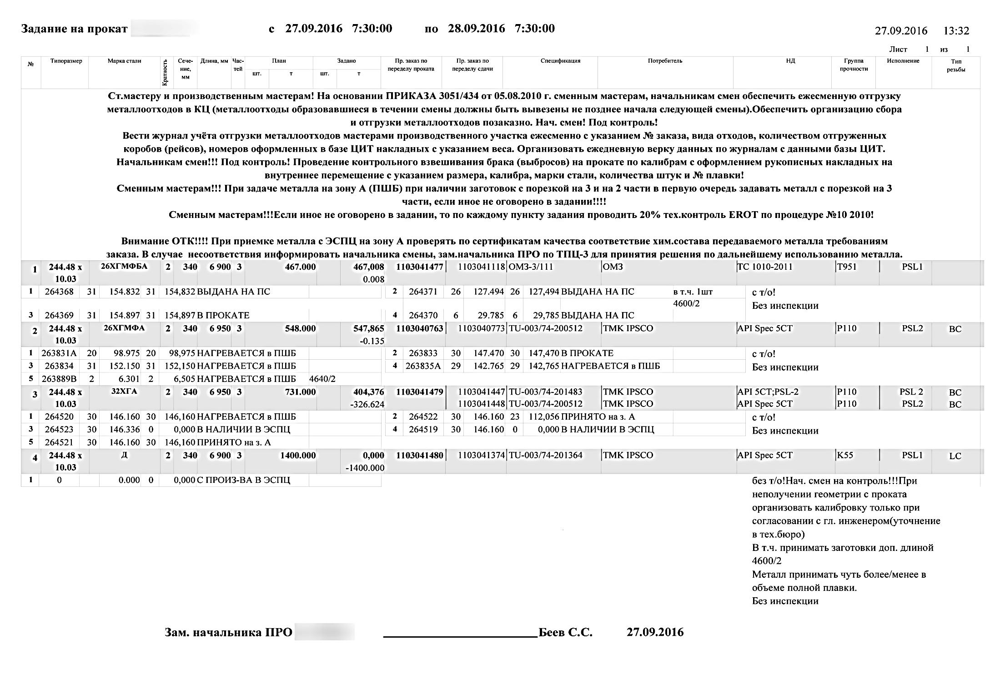 Задание на прокат с 27.09.2016 7:30:00 по 28.09.2016 7:30:00
27.09.2016 13:32
Лист 1 из 1
№ Типоразмер Марка стали Кратность Сече-ние, мм Длина, мм Час-тей План шт. т Задано шт. т Пр. заказ по переделу проката Пр. заказ по переделу сдачи Спецификация Потребитель НД Группа прочности Исполнение Тип резьбы
Ст.мастеру и производственным мастерам! На основании ПРИКАЗА 3051/434 от 05.08.2010 г. сменным мастерам, начальникам смен обеспечить ежесменную отгрузку
металлоотходов в КЦ (металлоотходы образовавшиеся в течении смены должны быть вывезены не позднее начала следующей смены).Обеспечить организацию сбора
и отгрузки металлоотходов позаказно. Нач. смен! Под контроль!
Вести журнал учёта отгрузки металлоотходов мастерами производственного участка ежесменно с указанием № заказа, вида отходов, количеством отгруженных
коробов (рейсов), номеров оформленных в базе ЦИТ накладных с указанием веса. Организовать ежедневную верку данных по журналам с данными базы ЦИТ.
Начальникам смен!!! Под контроль! Проведение контрольного взвешивания брака (выбросов) на прокате по калибрам с оформлением рукописных накладных на
внутреннее перемещение с указанием размера, калибра, марки стали, количества штук и № плавки!
Сменным мастерам!!! При задаче металла на зону А (ПШБ) при наличии заготовок с порезкой на 3 и на 2 части в первую очередь задавать металл с порезкой на 3
части, если иное не оговорено в задании!!!!
Сменным мастерам!!!Если иное не оговорено в задании, то по каждому пункту задания проводить 20% тех.контроль EROT по процедуре №10 2010!
Внимание ОТК!!!! При приемке металла с ЭСПЦ на зону А проверять по сертификатам качества соответствие хим.состава передаваемого металла требованиям
заказа. В случае несоответствия информировать начальника смены, зам.начальника ПРО по ТПЦ-3 для принятия решения по дальнейшему использованию металла.
1 244.48 х 26ХГМФБА 2 340 6 900 3 467.000 467,008 1103041477 1103041118 ОМЗ-3/111 ОМЗ ТС 1010-2011 Т951 PSL1
10.03 0.008
1 264368 31 154.832 31 154,832 ВЫДАНА НА ПС 2 264371 26 127.494 26 127,494 ВЫДАНА НА ПС в т.ч. 1шт с т/о!
4600/2 Без инспекции
3 264369 31 154.897 31 154,897 В ПРОКАТЕ 4 264370 6 29.785 6 29,785 ВЫДАНА НА ПС
2 244.48 х 26ХГМФА 2 340 6 950 3 548.000 547,865 1103040763 1103040773 TU-003/74-200512 TMK IPSCO API Spec 5CT P110 PSL2 BC
10.03 -0.135
1 263831А 20 98.975 20 98,975 НАГРЕВАЕТСЯ в ПШБ 2 263833 30 147.470 30 147,470 В ПРОКАТЕ с т/о!
3 263834 31 152.150 31 152,150 НАГРЕВАЕТСЯ в ПШБ 4 263835А 29 142.765 29 142,765 НАГРЕВАЕТСЯ в ПШБ Без инспекции
5 263889В 2 6.301 2 6,505 НАГРЕВАЕТСЯ в ПШБ 4640/2
3 244.48 х 32ХГА 2 340 6 950 3 731.000 404,376 1103041479 1103041447 TU-003/74-201483 TMK IPSCO API 5CT;PSL-2 P110 PSL 2 BC
10.03 -326.624 1103041448 TU-003/74-200512 TMK IPSCO API Spec 5CT P110 PSL2 BC
1 264520 30 146.160 30 146,160 НАГРЕВАЕТСЯ в ПШБ 2 264522 30 146.160 23 112,056 ПРИНЯТО на з. А с т/о!
3 264523 30 146.336 0 0,000 В НАЛИЧИИ В ЭСПЦ 4 264519 30 146.160 0 0,000 В НАЛИЧИИ В ЭСПЦ Без инспекции
5 264521 30 146.160 30 146,160 ПРИНЯТО на з. А
4 244.48 х Д 2 340 6 900 3 1400.000 0,000 1103041480 1103041374 TU-003/74-201364 TMK IPSCO API Spec 5CT K55 PSL1 LC
10.03 -1400.000
1 0 0.000 0 0,000 С ПРОИЗ-ВА В ЭСПЦ без т/о!Нач. смен на контроль!!!При
неполучении геометрии с проката
организовать калибровку только при
согласовании с гл. инженером(уточнение
в тех.бюро)
В т.ч. принимать заготовки доп. длиной
4600/2
Металл принимать чуть более/менее в
объеме полной плавки.
Без инспекции
Зам. начальника ПРО Беев С.С. 27.09.2016